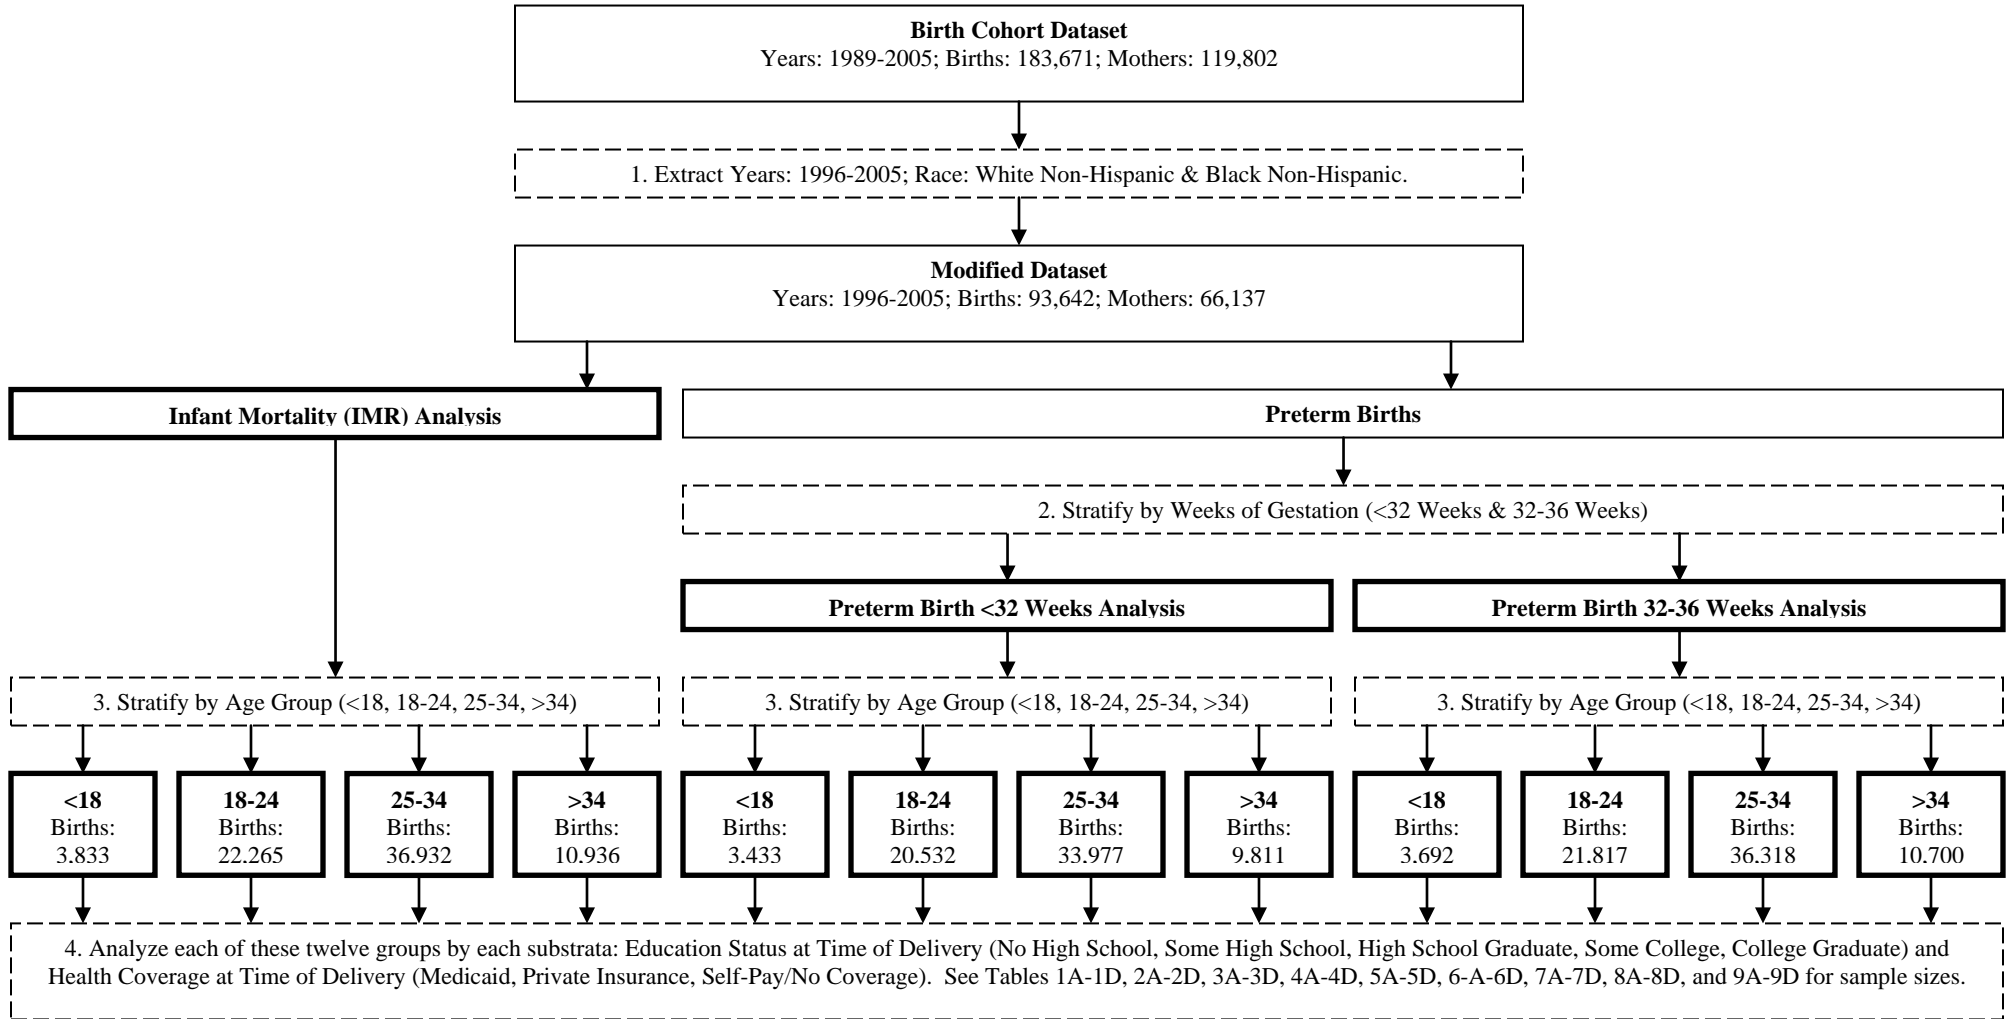 Birth Cohort Dataset
Years: 1989-2005; Births: 183,671; Mothers: 119,802
1. Extract Years: 1996-2005; Race: White Non-Hispanic & Black Non-Hispanic.
Modified Dataset
Years: 1996-2005; Births: 93,642; Mothers: 66,137
Infant Mortality (IMR) Analysis
Preterm Births
2. Stratify by Weeks of Gestation (<32 Weeks & 32-36 Weeks)
Preterm Birth <32 Weeks Analysis
Preterm Birth 32-36 Weeks Analysis
3. Stratify by Age Group (<18, 18-24, 25-34, >34)
3. Stratify by Age Group (<18, 18-24, 25-34, >34)
3. Stratify by Age Group (<18, 18-24, 25-34, >34)
<18
Births:
3,833
18-24
Births:
22,265
25-34
Births:
36,932
>34
Births:
10,936
<18
Births:
3,433
18-24
Births:
20,532
25-34
Births:
33,977
>34
Births:
9,811
<18
Births:
3,692
18-24
Births:
21,817
25-34
Births:
36,318
>34
Births:
10,700
4. Analyze each of these twelve groups by each substrata: Education Status at Time of Delivery (No High School, Some High School, High School Graduate, Some College, College Graduate) and
Health Coverage at Time of Delivery (Medicaid, Private Insurance, Self-Pay/No Coverage). See Tables 1A-1D, 2A-2D, 3A-3D, 4A-4D, 5A-5D, 6-A-6D, 7A-7D, 8A-8D, and 9A-9D for sample sizes.